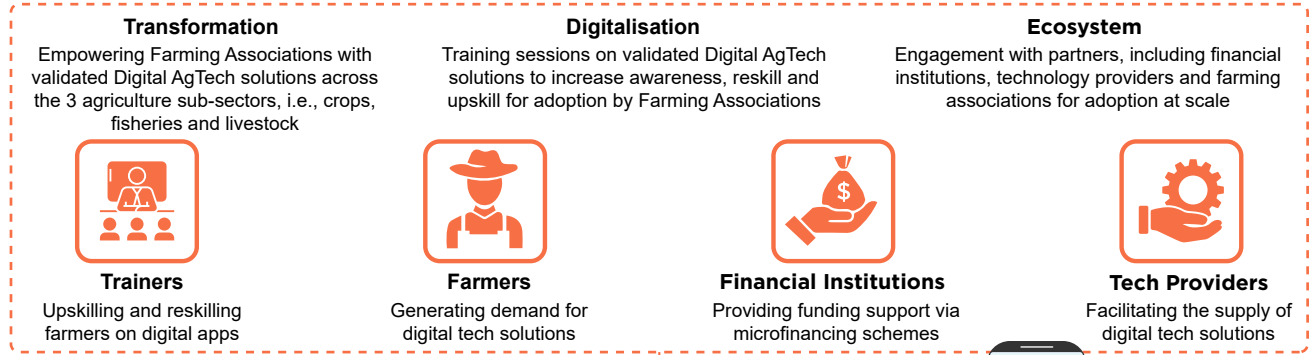 Transformation
Empowering Farming Associations with
validated Digital AgTech solutions across
the 3 agriculture sub-sectors, i.e., crops,
fisheries and livestock
Digitalisation
Training sessions on validated Digital AgTech
solutions to increase awareness, reskill and
upskill for adoption by Farming Associations
Ecosystem
Engagement with partners, including financial
institutions, technology providers and farming
associations for adoption at scale
$
Trainers
Upskilling and reskilling
farmers on digital apps
Farmers
Generating demand for
digital tech solutions
Financial Institutions
Providing funding support via
microfinancing schemes
Tech Providers
Facilitating the supply of
digital tech solutions